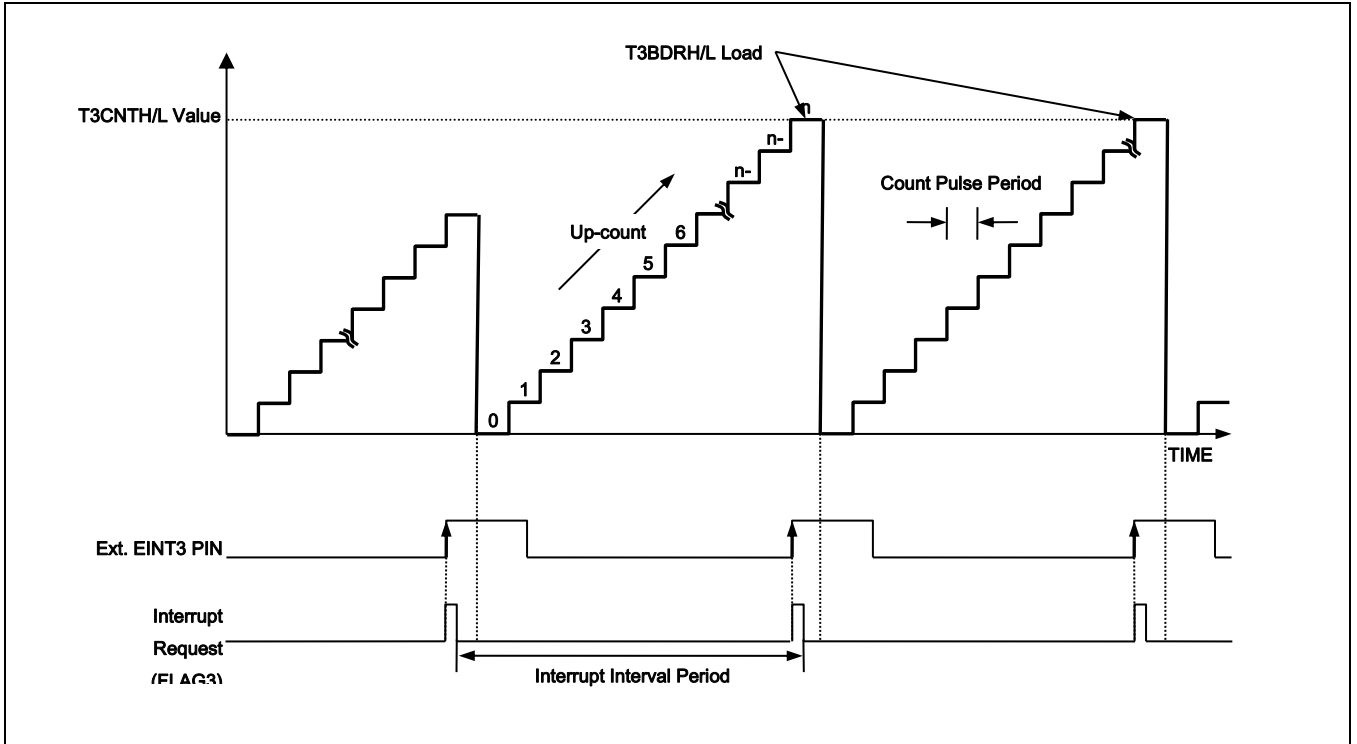 T3BDRH/L Load
T3CNTH/L Value
n
n-
n-
Count Pulse Period
Up-count
6
5
4
3
2
1
0
TIME
Ext. EINT3 PIN
Interrupt
Request
(FLAG3)
Interrupt Interval Period